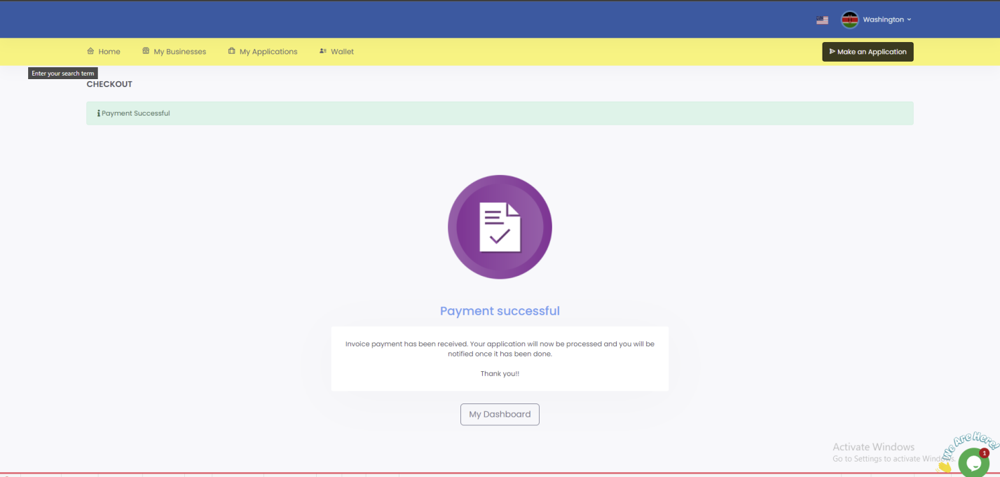 Washington
Home
My Businesses
My Applications
Wallet
Make an Application
Enter your search term
CHECKOUT
Payment Successful
Payment successful
Invoice payment has been received. Your application will now be processed and you will be
notified once it has been done.
Thank you!!
My Dashboard
Activate Windows
Go to Settings to activate Windows.
We Are Here!
1